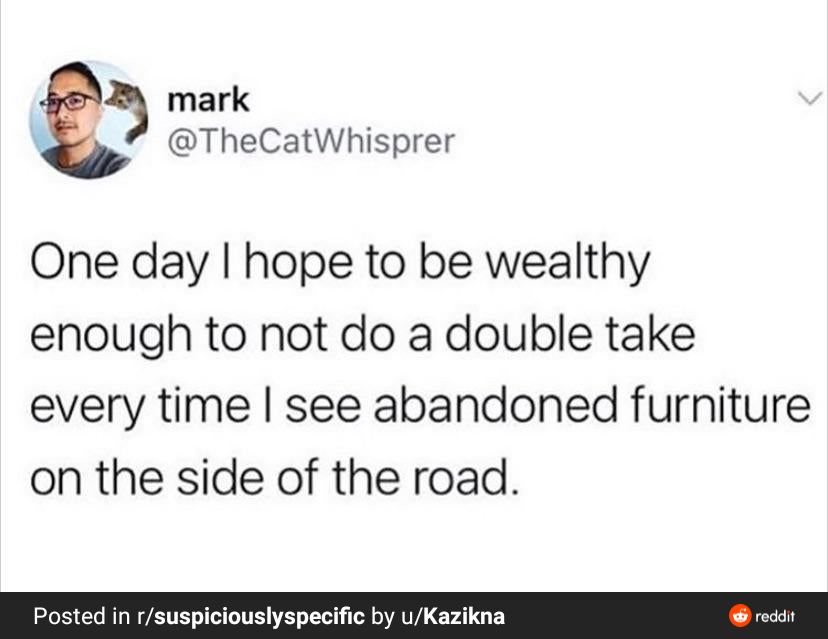 mark
@TheCatWhisprer
One day I hope to be wealthy
enough to not do a double take
every time I see abandoned furniture
on the side of the road.
Posted in r/suspiciouslyspecific by u/Kazikna
reddit